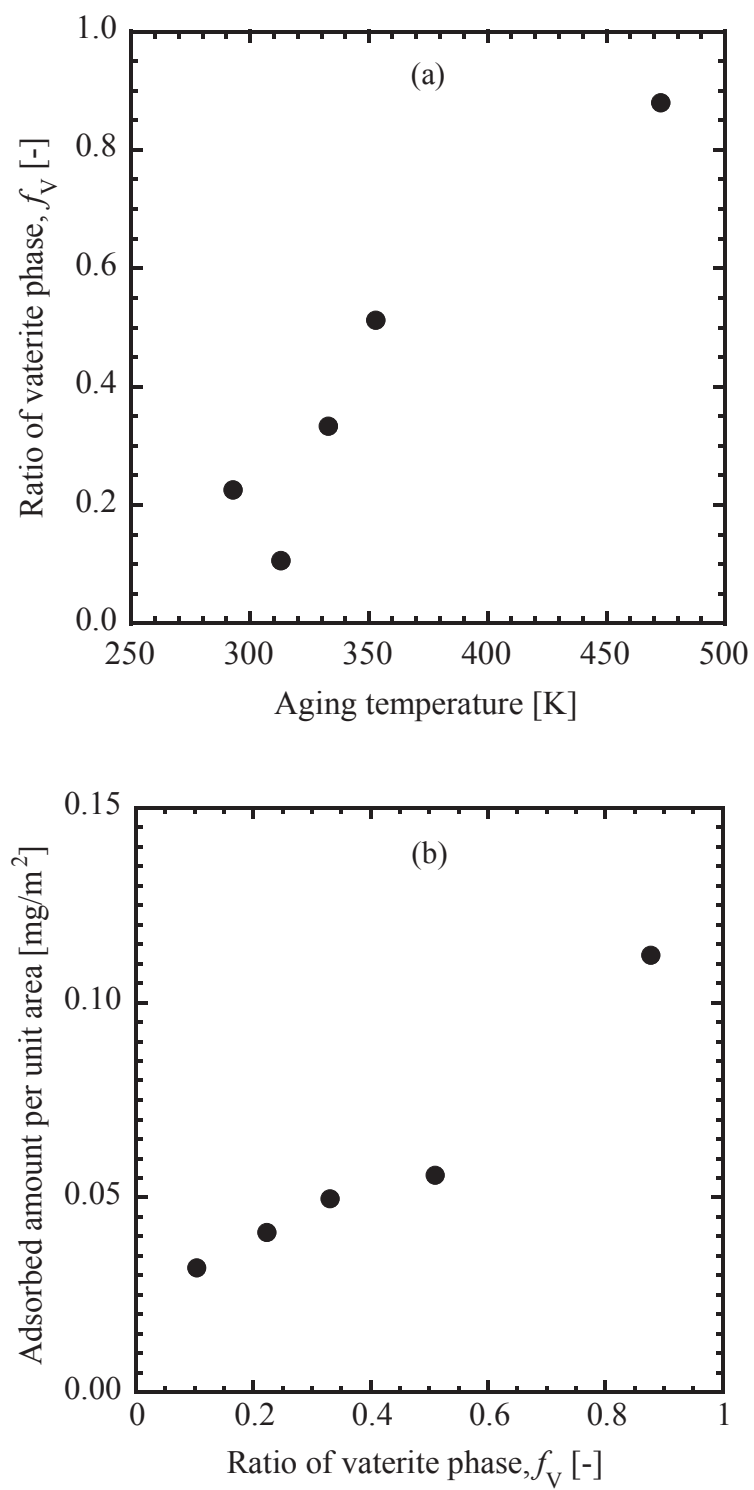 (a)
Ratio of vaterite phase, fV [-]
1.0
0.8
0.6
0.4
0.2
0.0
250 300 350 400 450 500
Aging temperature [K]
(b)
Adsorbed amount per unit area [mg/m2]
0.15
0.10
0.05
0.00
0 0.2 0.4 0.6 0.8 1
Ratio of vaterite phase, fV [-]